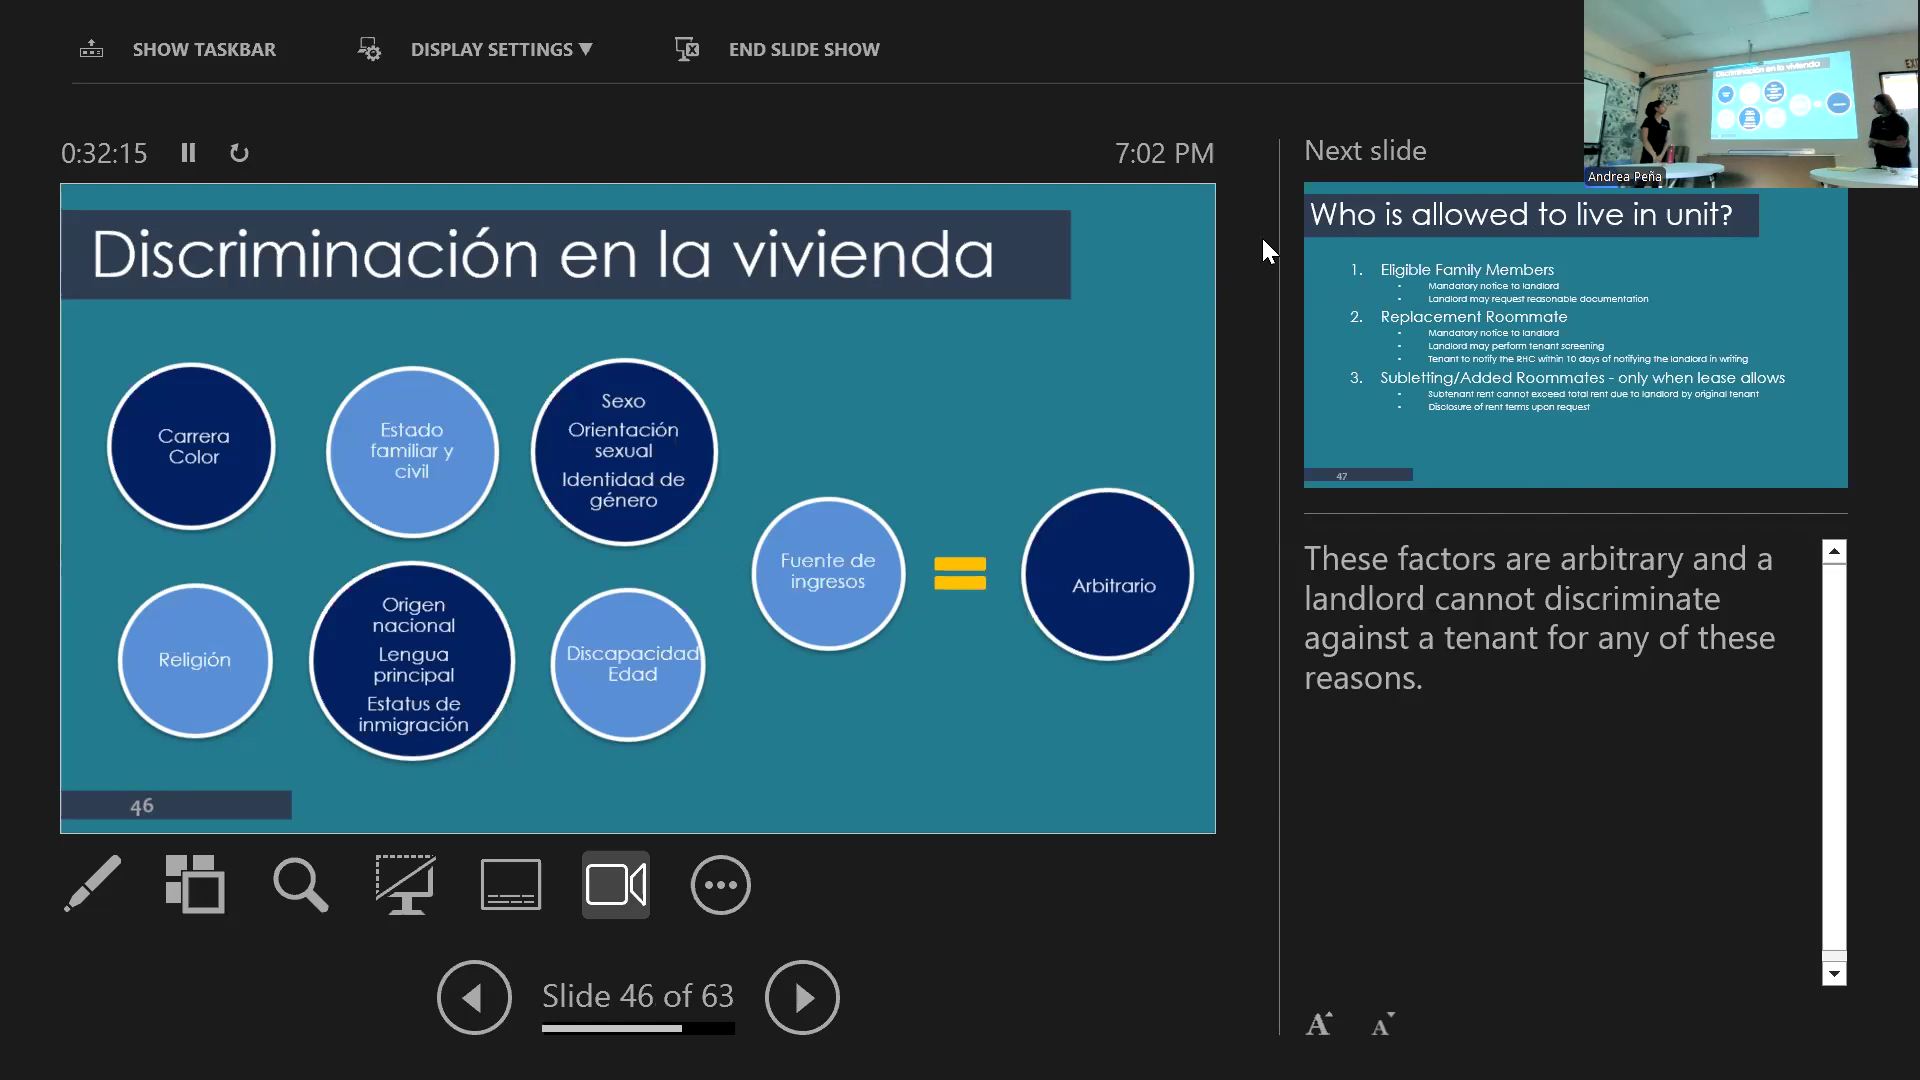 SHOW TASKBAR
DISPLAY SETTINGS ▼
END SLIDE SHOW
0:32:15
7:02 PM
Discriminación en la vivienda
Carrera
Color
Estado
familiar y
civil
Sexo
Orientación
sexual
Identidad de
género
Religión
Origen
nacional
Lengua
principal
Estatus de
inmigración
Discapacidad
Edad
Fuente de
ingresos
=
Arbitrario
46
Slide 46 of 63
Next slide
Discriminación en la vivienda
Andrea Peña
Who is allowed to live in unit?
1. Eligible Family Members
• Mandatory notice to landlord
• Landlord may request reasonable documentation
2. Replacement Roommate
• Mandatory notice to landlord
• Landlord may perform tenant screening
• Tenant to notify the RHC within 10 days of notifying the landlord in writing
3. Subletting/Added Roommates - only when lease allows
• Subtenant rent cannot exceed total rent due to landlord by original tenant
• Disclosure of rent terms upon request
47
These factors are arbitrary and a
landlord cannot discriminate
against a tenant for any of these
reasons.
A A